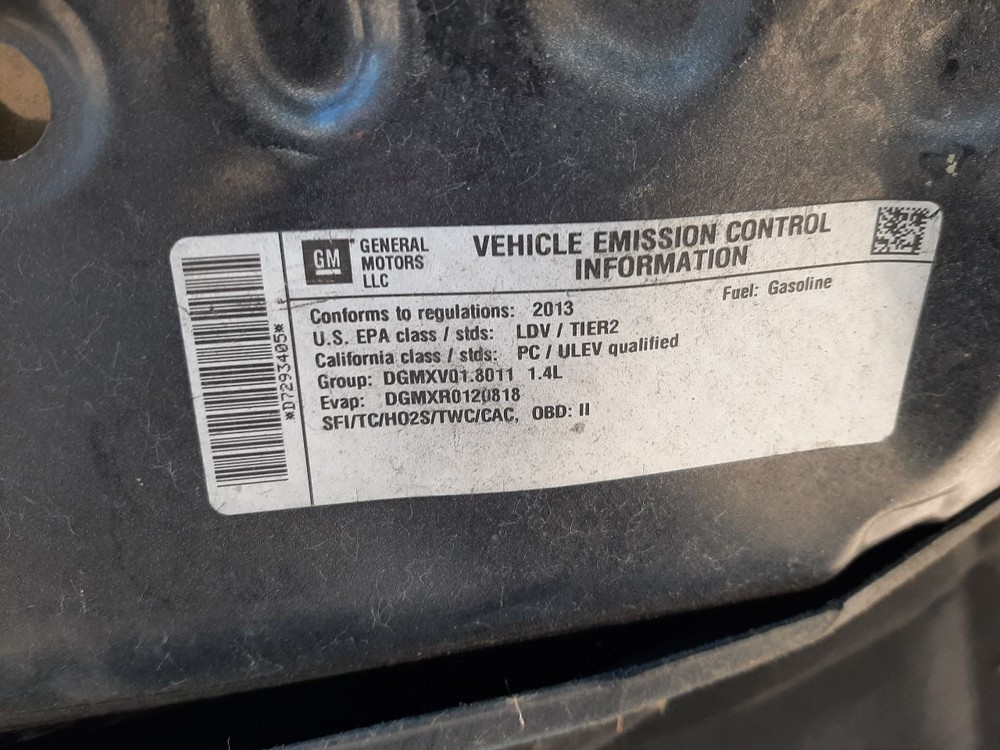 GM GENERAL
MOTORS
LLC
VEHICLE EMISSION CONTROL
INFORMATION
Fuel: Gasoline
Conforms to regulations: 2013
U.S. EPA class / stds: LDV / TIER2
California class / stds: PC / ULEV qualified
Group: DGMXV01.8011 1.4L
Evap: DGMXR0120818
SFI/TC/HO2S/TWC/CAC, OBD: II
*D7293405*